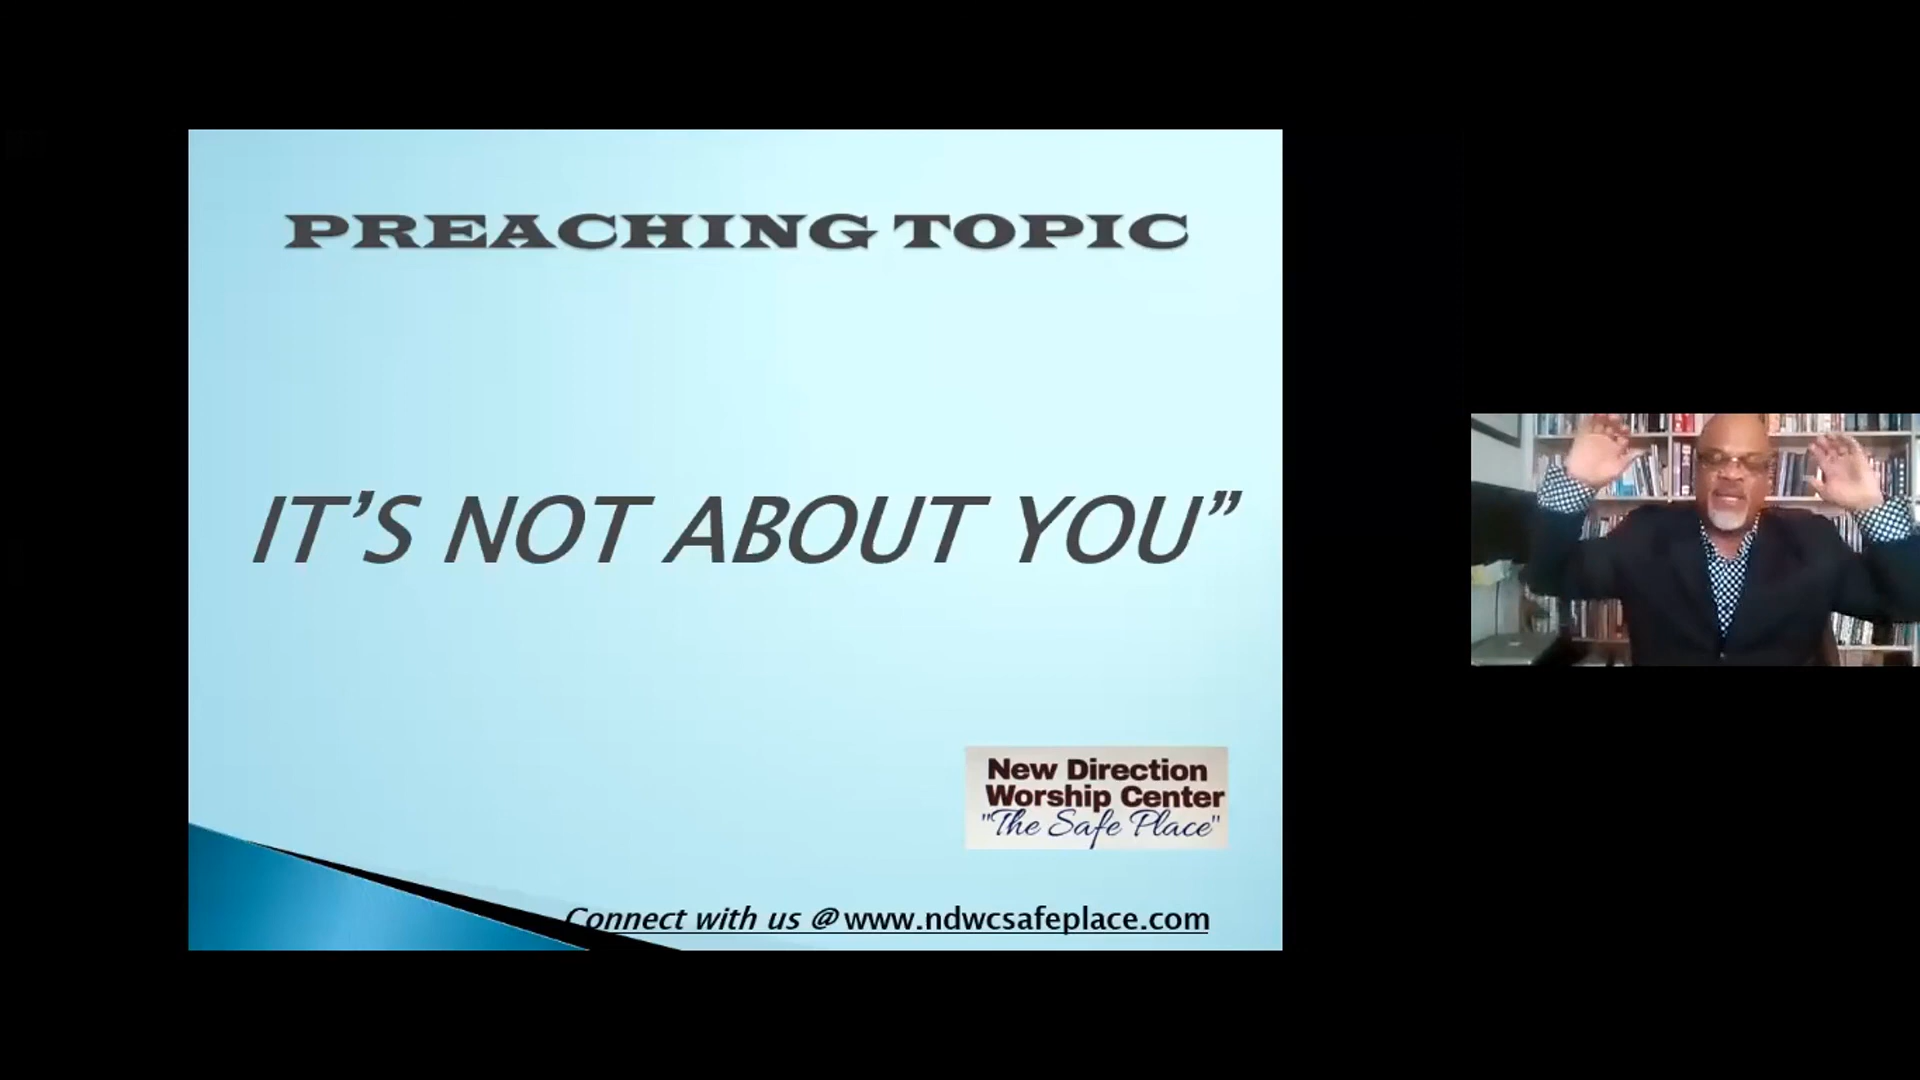 PREACHING TOPIC
IT’S NOT ABOUT YOU”
New Direction
Worship Center
"The Safe Place"
Connect with us @ www.ndwcsafeplace.com